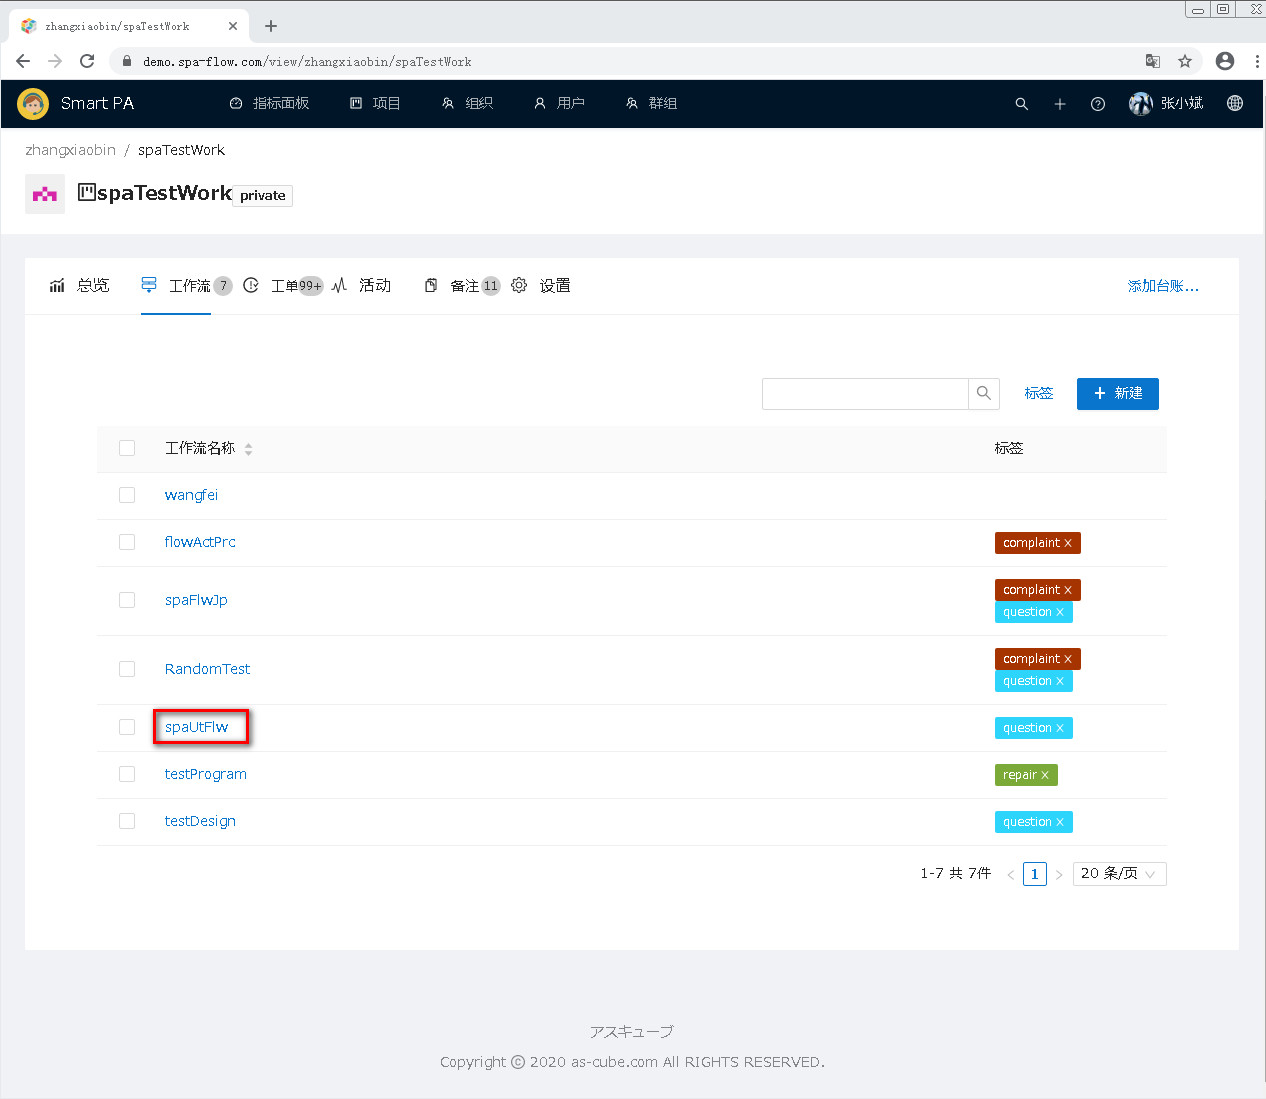 zhangxiaobin/spaTestWork
demo.spa-flow.com/view/zhangxiaobin/spaTestWork
Smart PA 指标面板 项目 组织 用户 群组 张小斌
zhangxiaobin / spaTestWork
spaTestWork private
总览 工作流 7 工单 99+ 活动 备注 11 设置 添加台账...
标签 + 新建
工作流名称 标签
wangfei
flowActPrc complaint ×
spaFlwJp complaint ×
question ×
RandomTest complaint ×
question ×
spaUtFlw question ×
testProgram repair ×
testDesign question ×
1-7 共 7件 < 1 > 20 条/页
アスキューブ
Copyright © 2020 as-cube.com All RIGHTS RESERVED.